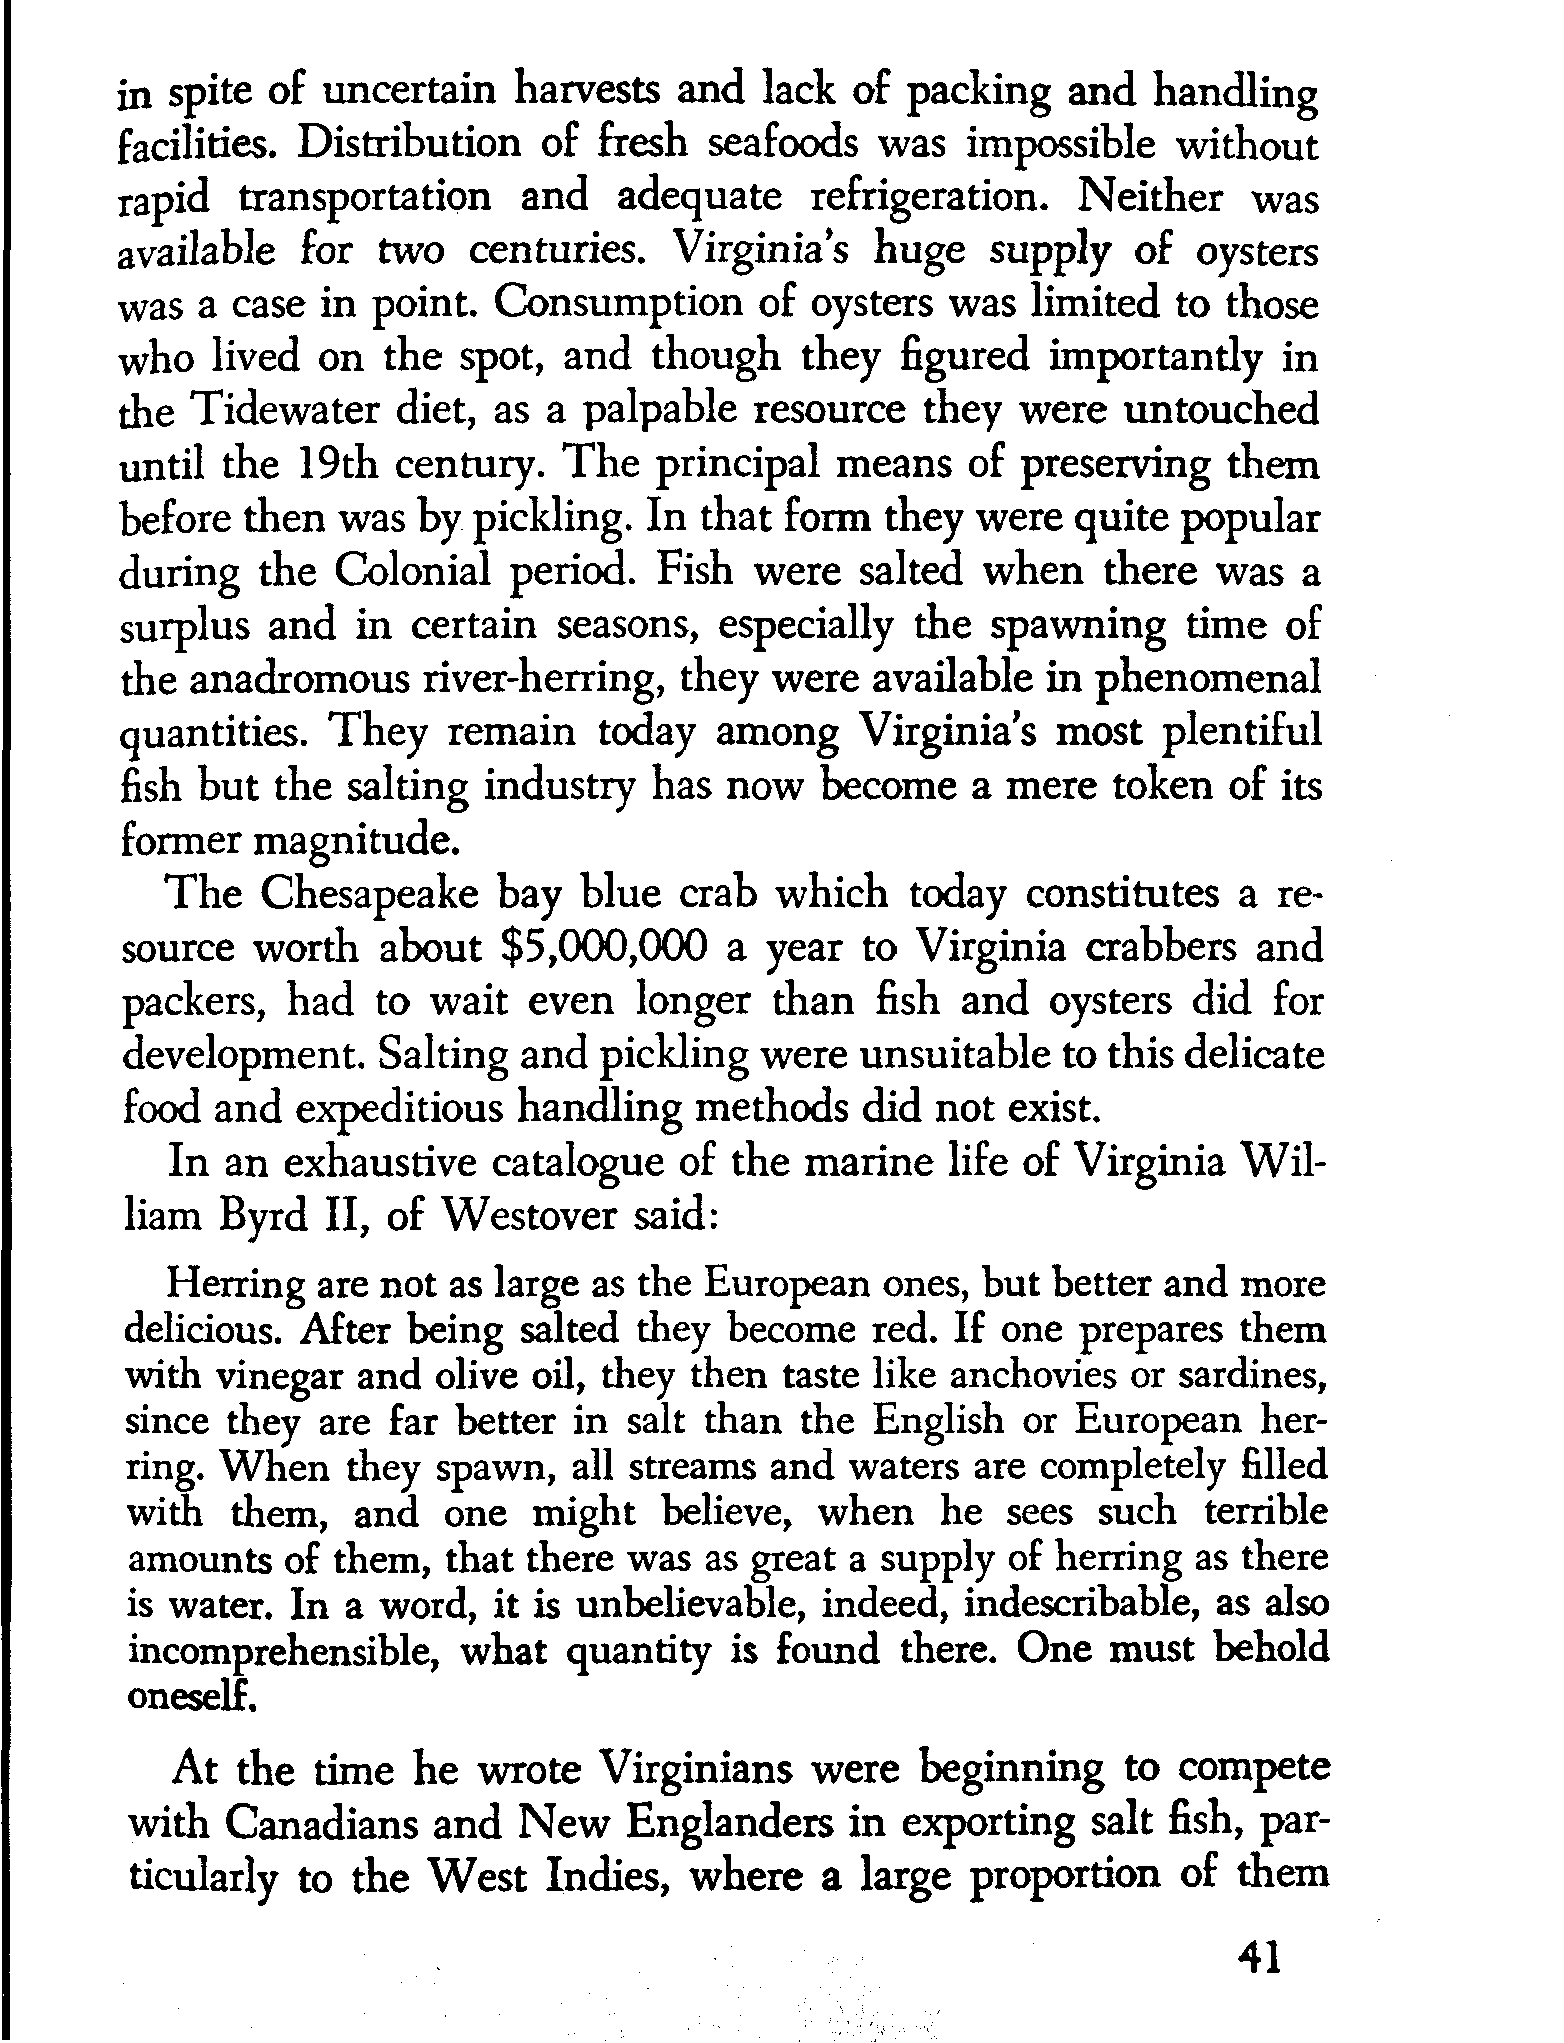 in spite of uncertain harvests and lack of packing and handling
facilities. Distribution of fresh seafoods was impossible without
rapid transportation and adequate refrigeration. Neither was
available for two centuries. Virginia's huge supply of oysters
was a case in point. Consumption of oysters was limited to those
who lived on the spot, and though they figured importantly in
the Tidewater diet, as a palpable resource they were untouched
until the 19th century. The principal means of preserving them
before then was by pickling. In that form they were quite popular
during the Colonial period. Fish were salted when there was a
surplus and in certain seasons, especially the spawning time of
the anadromous river-herring, they were available in phenomenal
quantities. They remain today among Virginia's most plentiful
fish but the salting industry has now become a mere token of its
former magnitude.
The Chesapeake bay blue crab which today constitutes a re-
source worth about $5,000,000 a year to Virginia crabbers and
packers, had to wait even longer than fish and oysters did for
development. Salting and pickling were unsuitable to this delicate
food and expeditious handling methods did not exist.
In an exhaustive catalogue of the marine life of Virginia Wil-
liam Byrd II, of Westover said:
Herring are not as large as the European ones, but better and more
delicious. After being salted they become red. If one prepares them
with vinegar and olive oil, they then taste like anchovies or sardines,
since they are far better in salt than the English or European her-
ring. When they spawn, all streams and waters are completely filled
with them, and one might believe, when he sees such terrible
amounts of them, that there was as great a supply of herring as there
is water. In a word, it is unbelievable, indeed, indescribable, as also
incomprehensible, what quantity is found there. One must behold
oneself.
At the time he wrote Virginians were beginning to compete
with Canadians and New Englanders in exporting salt fish, par-
ticularly to the West Indies, where a large proportion of them
41